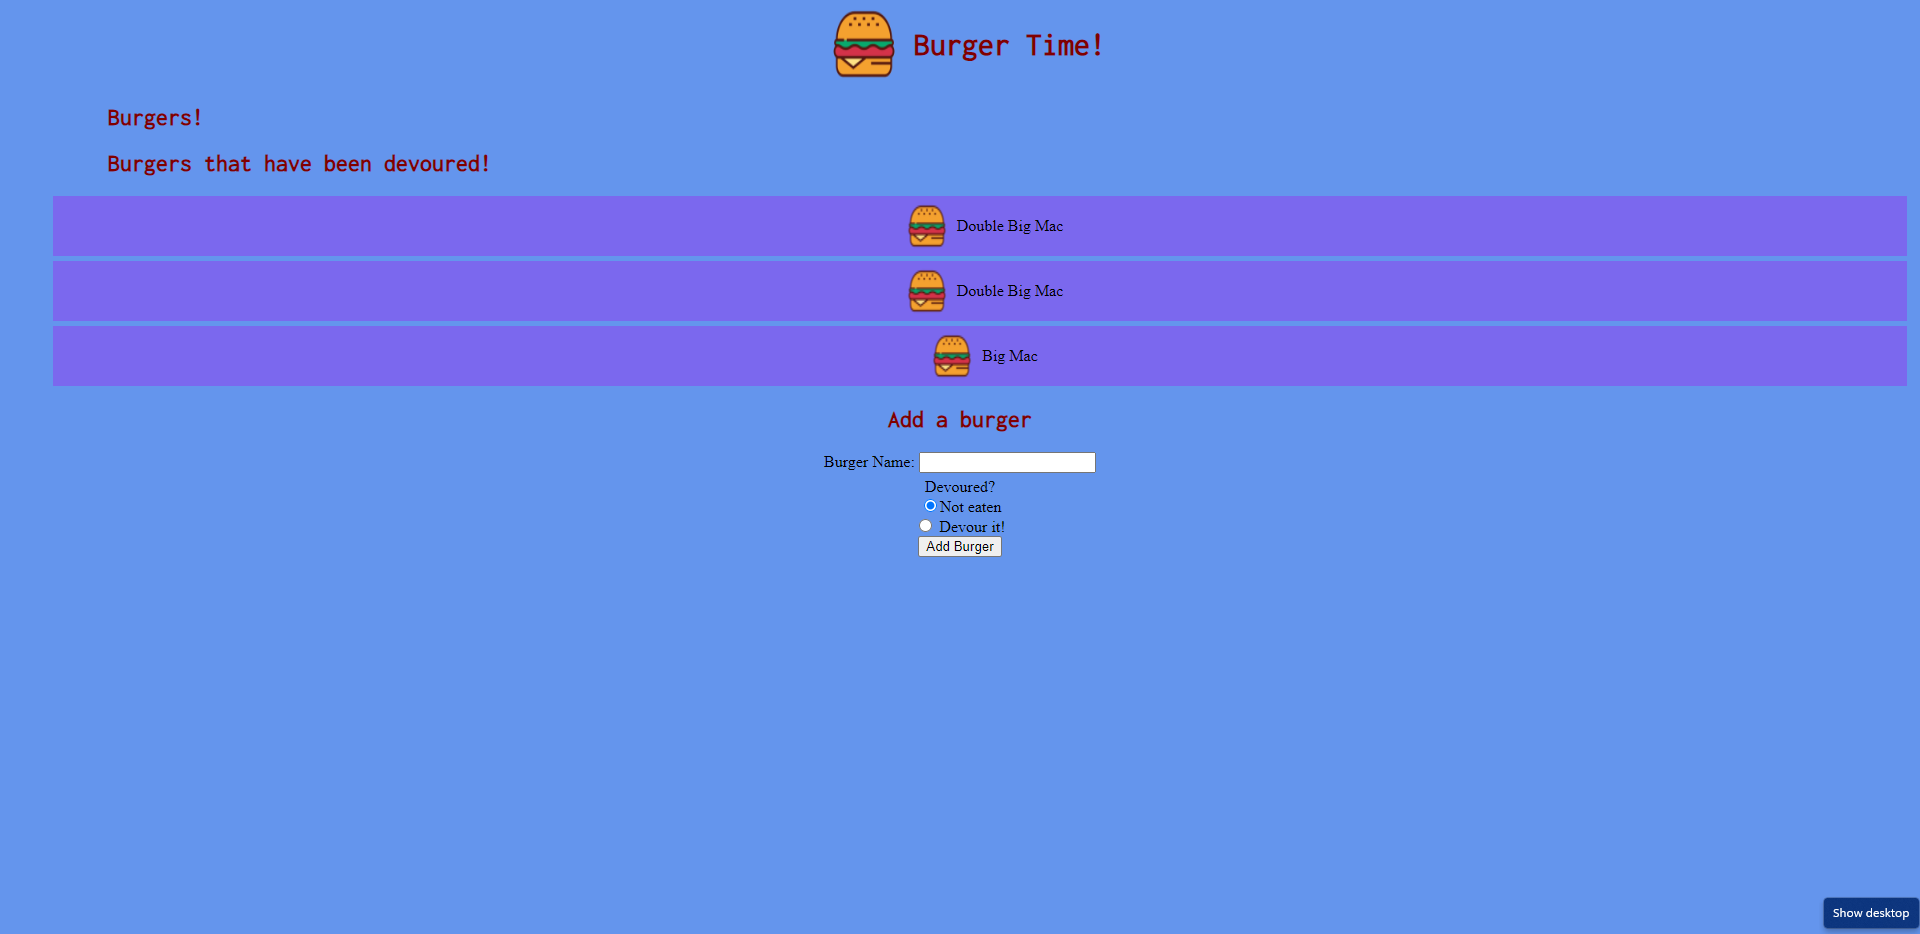 Burger Time!
Burgers!
Burgers that have been devoured!
Double Big Mac
Double Big Mac
Big Mac
Add a burger
Burger Name:
Devoured?
Not eaten
Devour it!
Add Burger
Show desktop